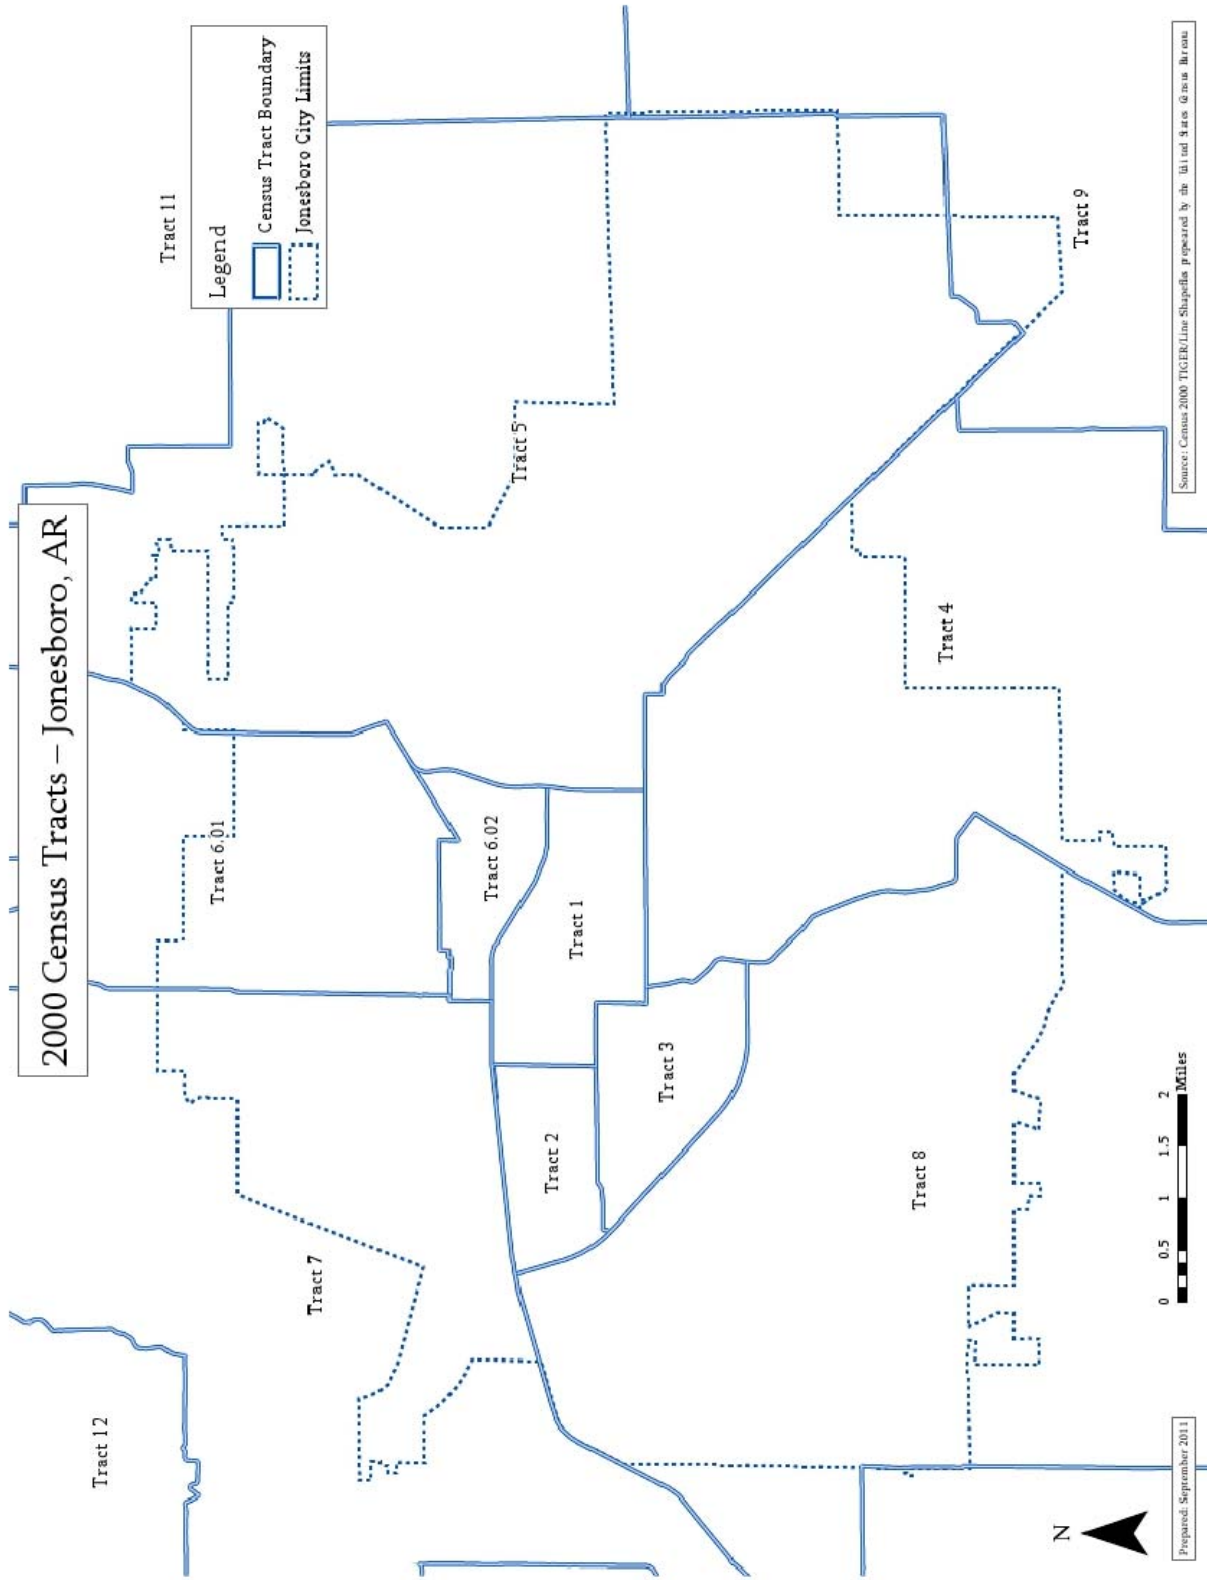 2000 Census Tracts – Jonesboro, AR
Tract 11
Legend
Census Tract Boundary
Jonesboro City Limits
Tract 12
Tract 7
Tract 6.01
Tract 6.02
Tract 5
Tract 1
Tract 2
Tract 3
Tract 8
Tract 4
Tract 9
N
0 0.5 1 1.5 2
Miles
Prepared: September 2011
Source: Census 2000 TIGER/Line Shapefiles prepeared by the United States Census Bureau